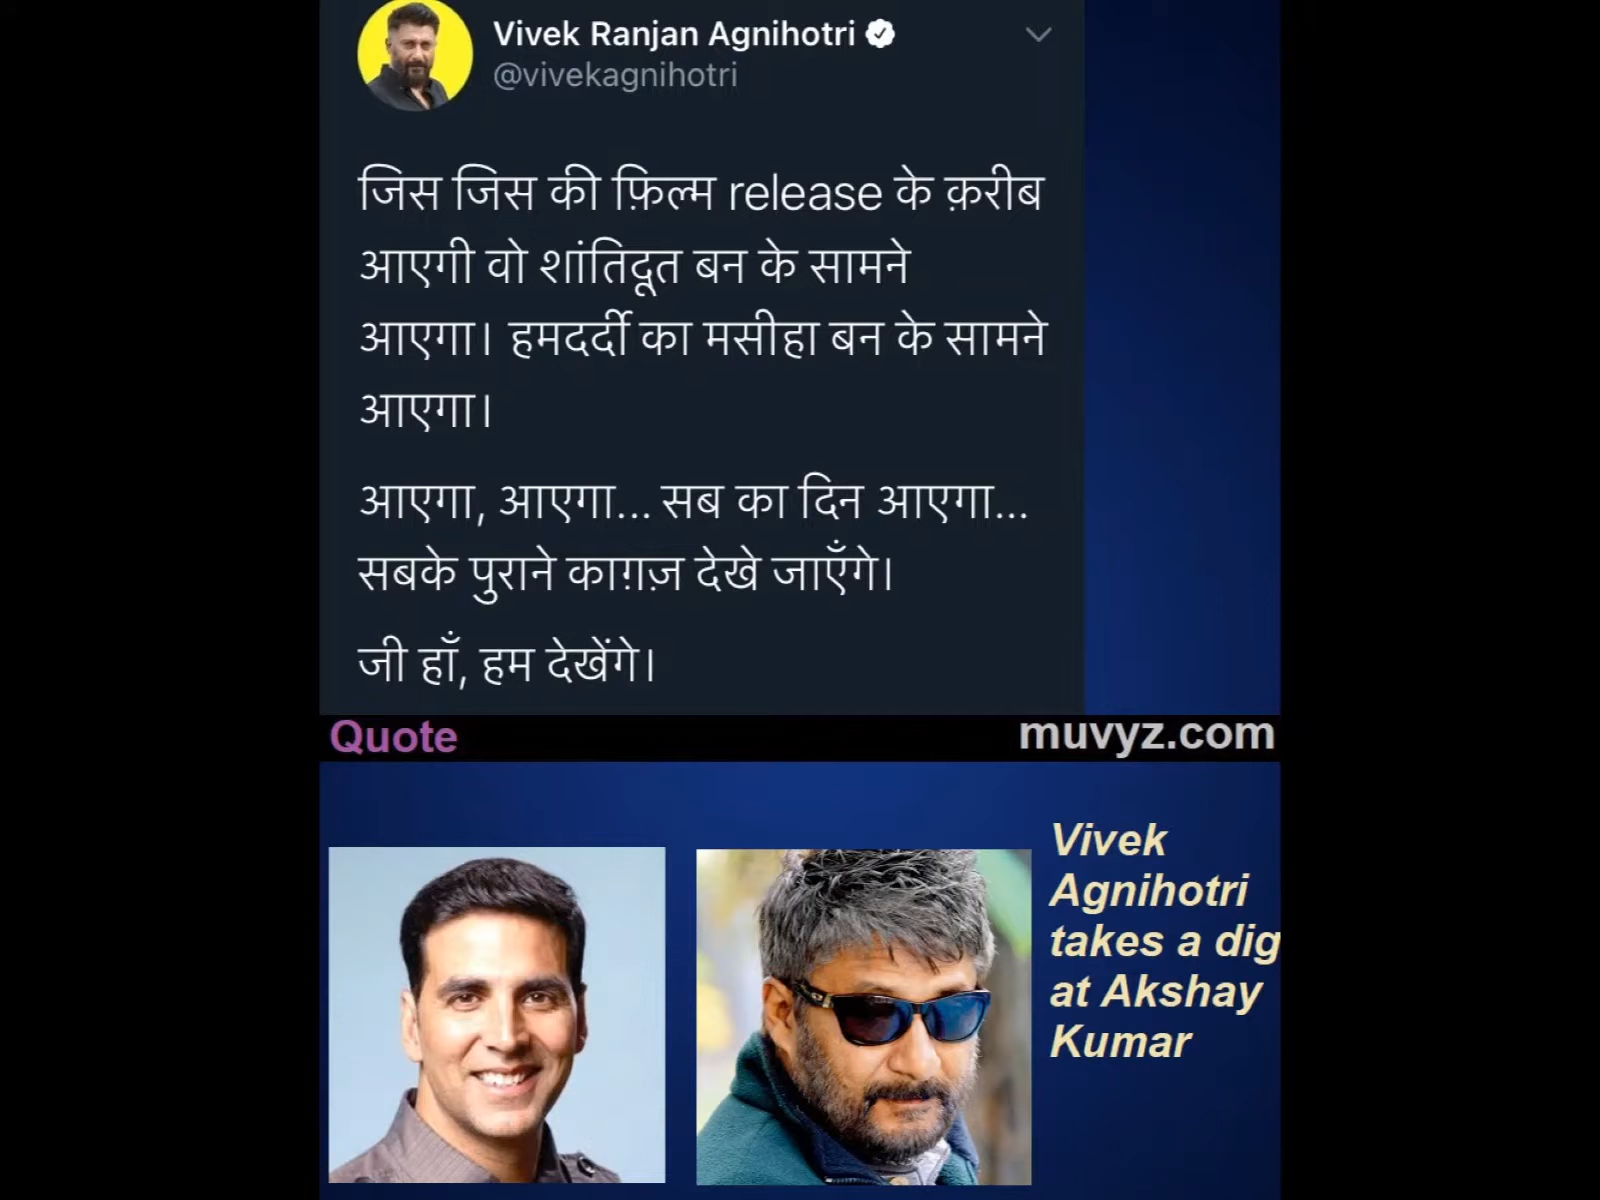 Vivek Ranjan Agnihotri
@vivekagnihotri
जिस जिस की फ़िल्म release के क़रीब
आएगी वो शांतिदूत बन के सामने
आएगा। हमदर्दी का मसीहा बन के सामने
आएगा।
आएगा, आएगा... सब का दिन आएगा...
सबके पुराने काग़ज़ देखे जाएँगे।
जी हाँ, हम देखेंगे।
Quote
muvyz.com
Vivek
Agnihotri
takes a dig
at Akshay
Kumar